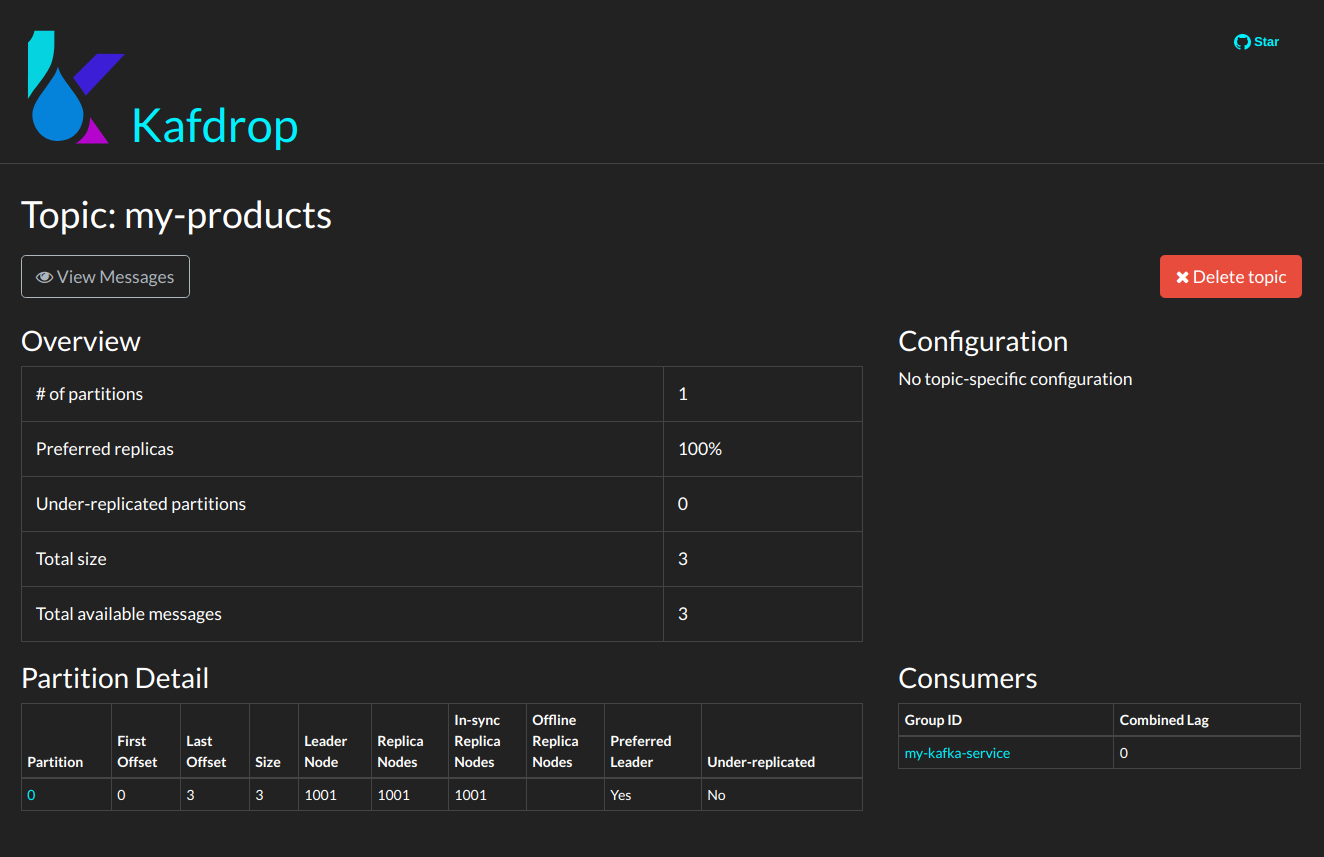 Star
Kafdrop
Topic: my-products
View Messages
Delete topic
Overview
# of partitions 1
Preferred replicas 100%
Under-replicated partitions 0
Total size 3
Total available messages 3
Configuration
No topic-specific configuration
Partition Detail
Partition First Offset Last Offset Size Leader Node Replica Nodes In-sync Replica Nodes Offline Replica Nodes Preferred Leader Under-replicated
0 0 3 3 1001 1001 1001 Yes No
Consumers
Group ID Combined Lag
my-kafka-service 0